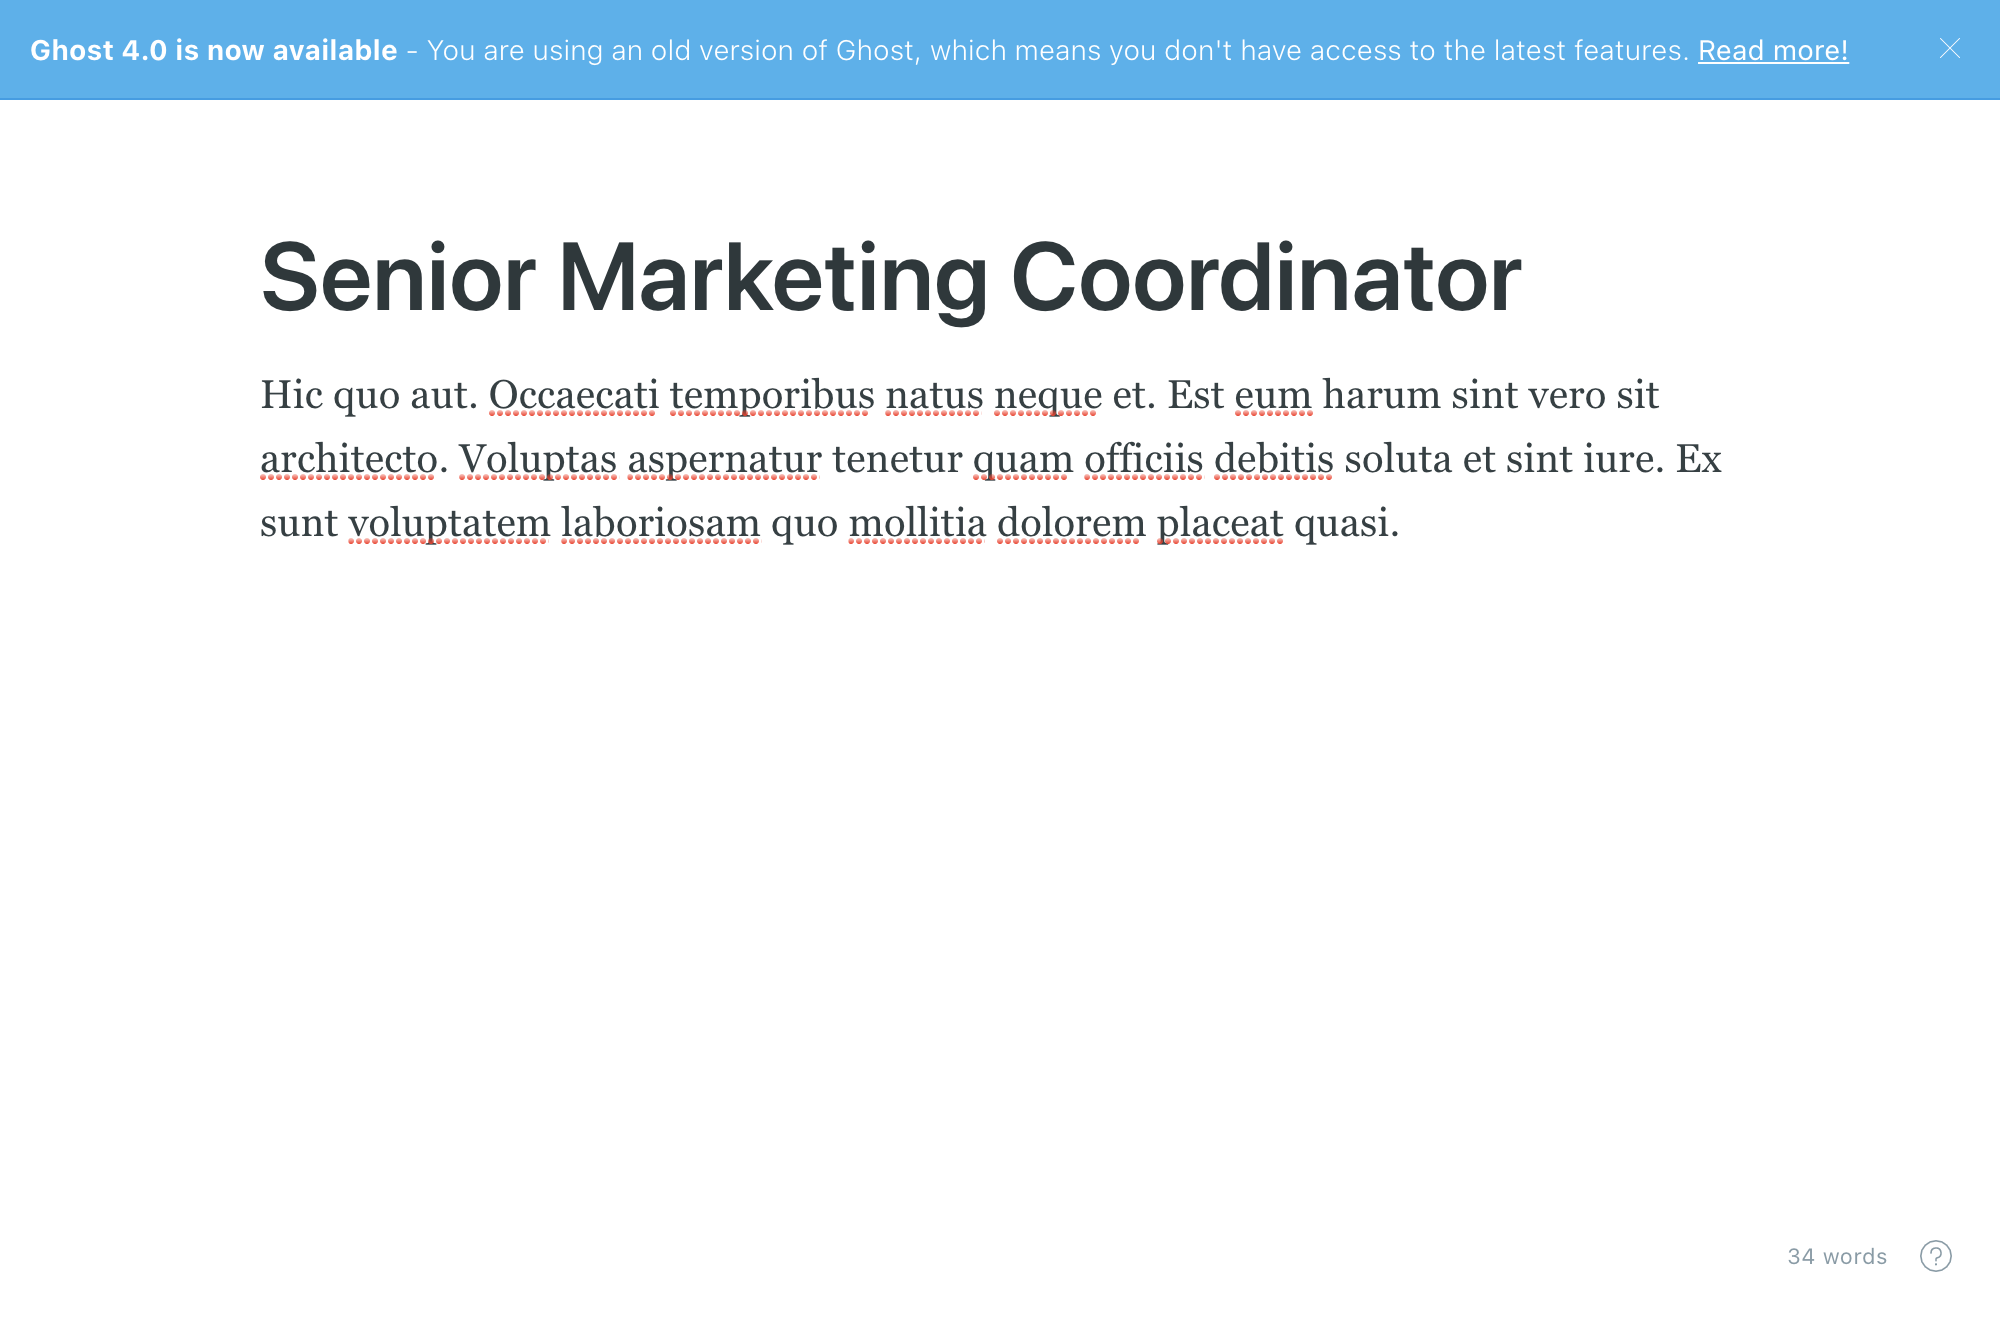 Ghost 4.0 is now available - You are using an old version of Ghost, which means you don't have access to the latest features. Read more!
Senior Marketing Coordinator
Hic quo aut. Occaecati temporibus natus neque et. Est eum harum sint vero sit
architecto. Voluptas aspernatur tenetur quam officiis debitis soluta et sint iure. Ex
sunt voluptatem laboriosam quo mollitia dolorem placeat quasi.
34 words ?